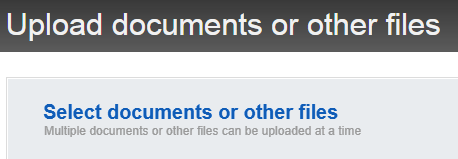 Upload documents or other files
Select documents or other files
Multiple documents or other files can be uploaded at a time